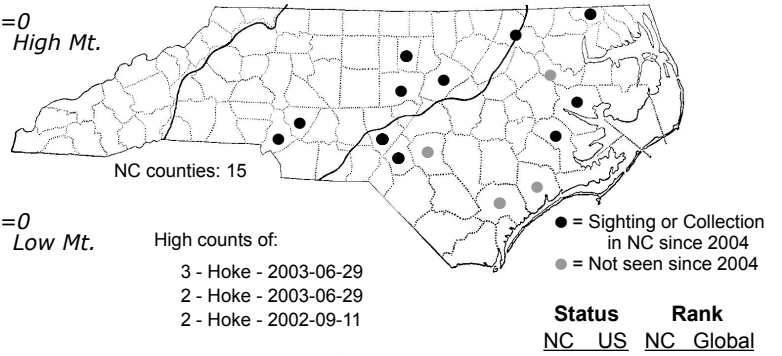 =0
High Mt.
NC counties: 15
=0
Low Mt.
High counts of:
3 - Hoke - 2003-06-29
2 - Hoke - 2003-06-29
2 - Hoke - 2002-09-11
= Sighting or Collection
in NC since 2004
= Not seen since 2004
Status Rank
NC US NC Global